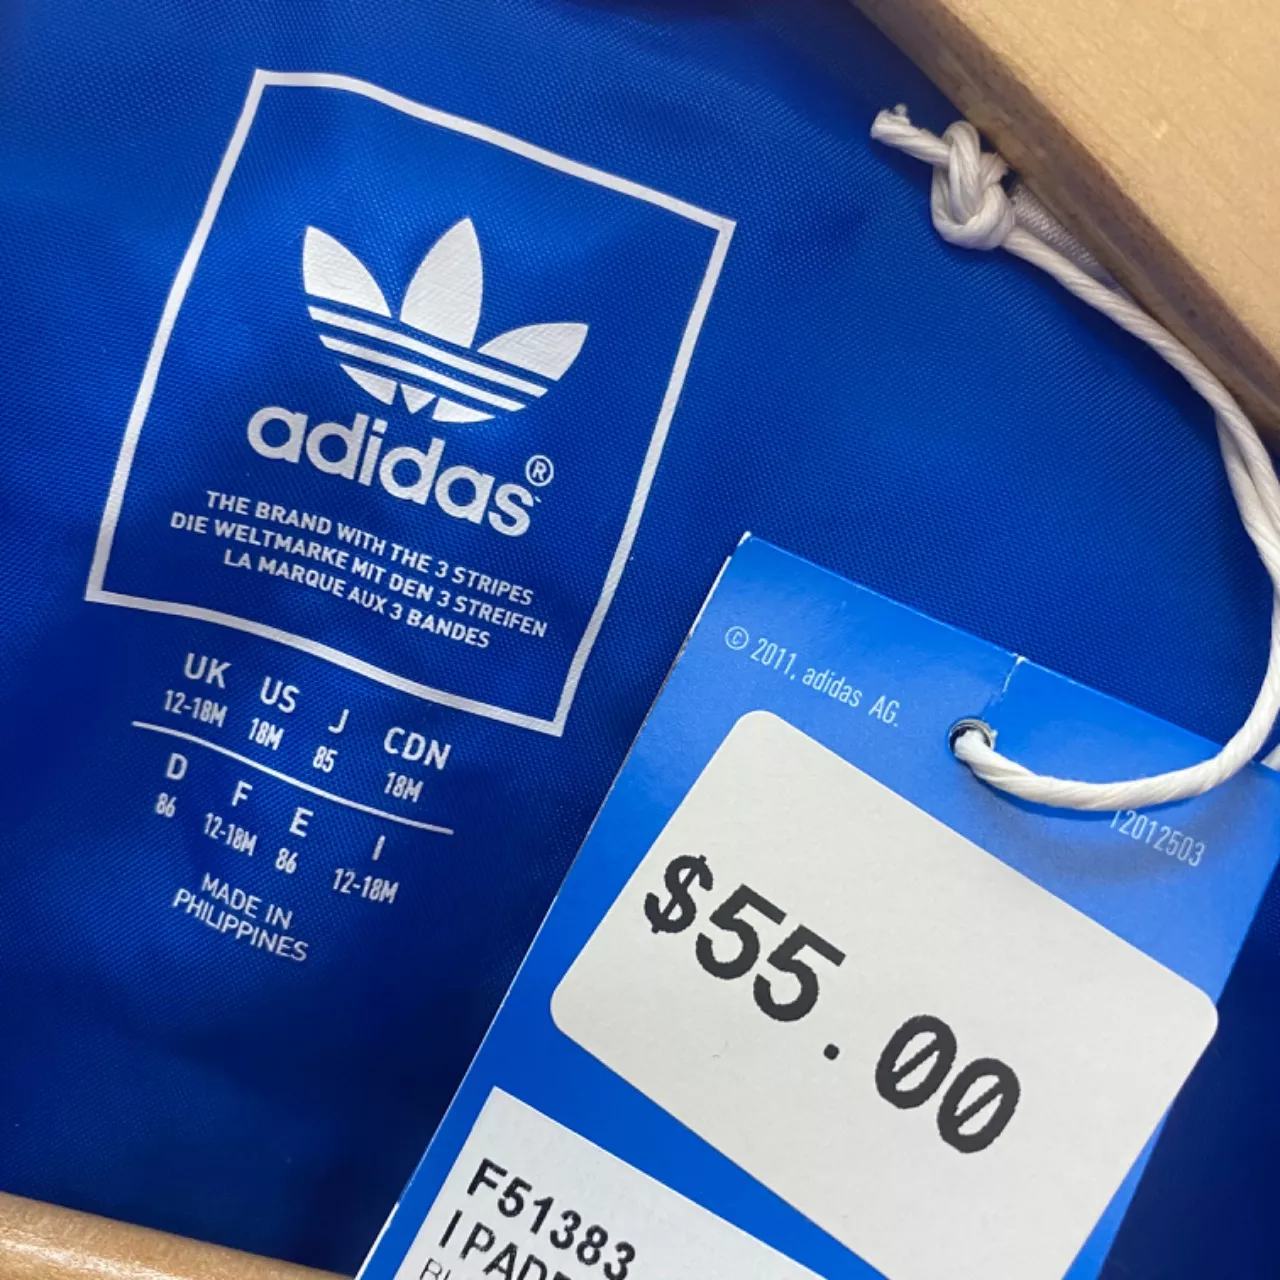 adidas®
THE BRAND WITH THE 3 STRIPES
DIE WELTMARKE MIT DEN 3 STREIFEN
LA MARQUE AUX 3 BANDES
UK US J CDN
12-18M 18M 85 18M
D F E I
86 12-18M 86 12-18M
MADE IN
PHILIPPINES
© 2011. adidas AG.
12012503
$55.00
F51383